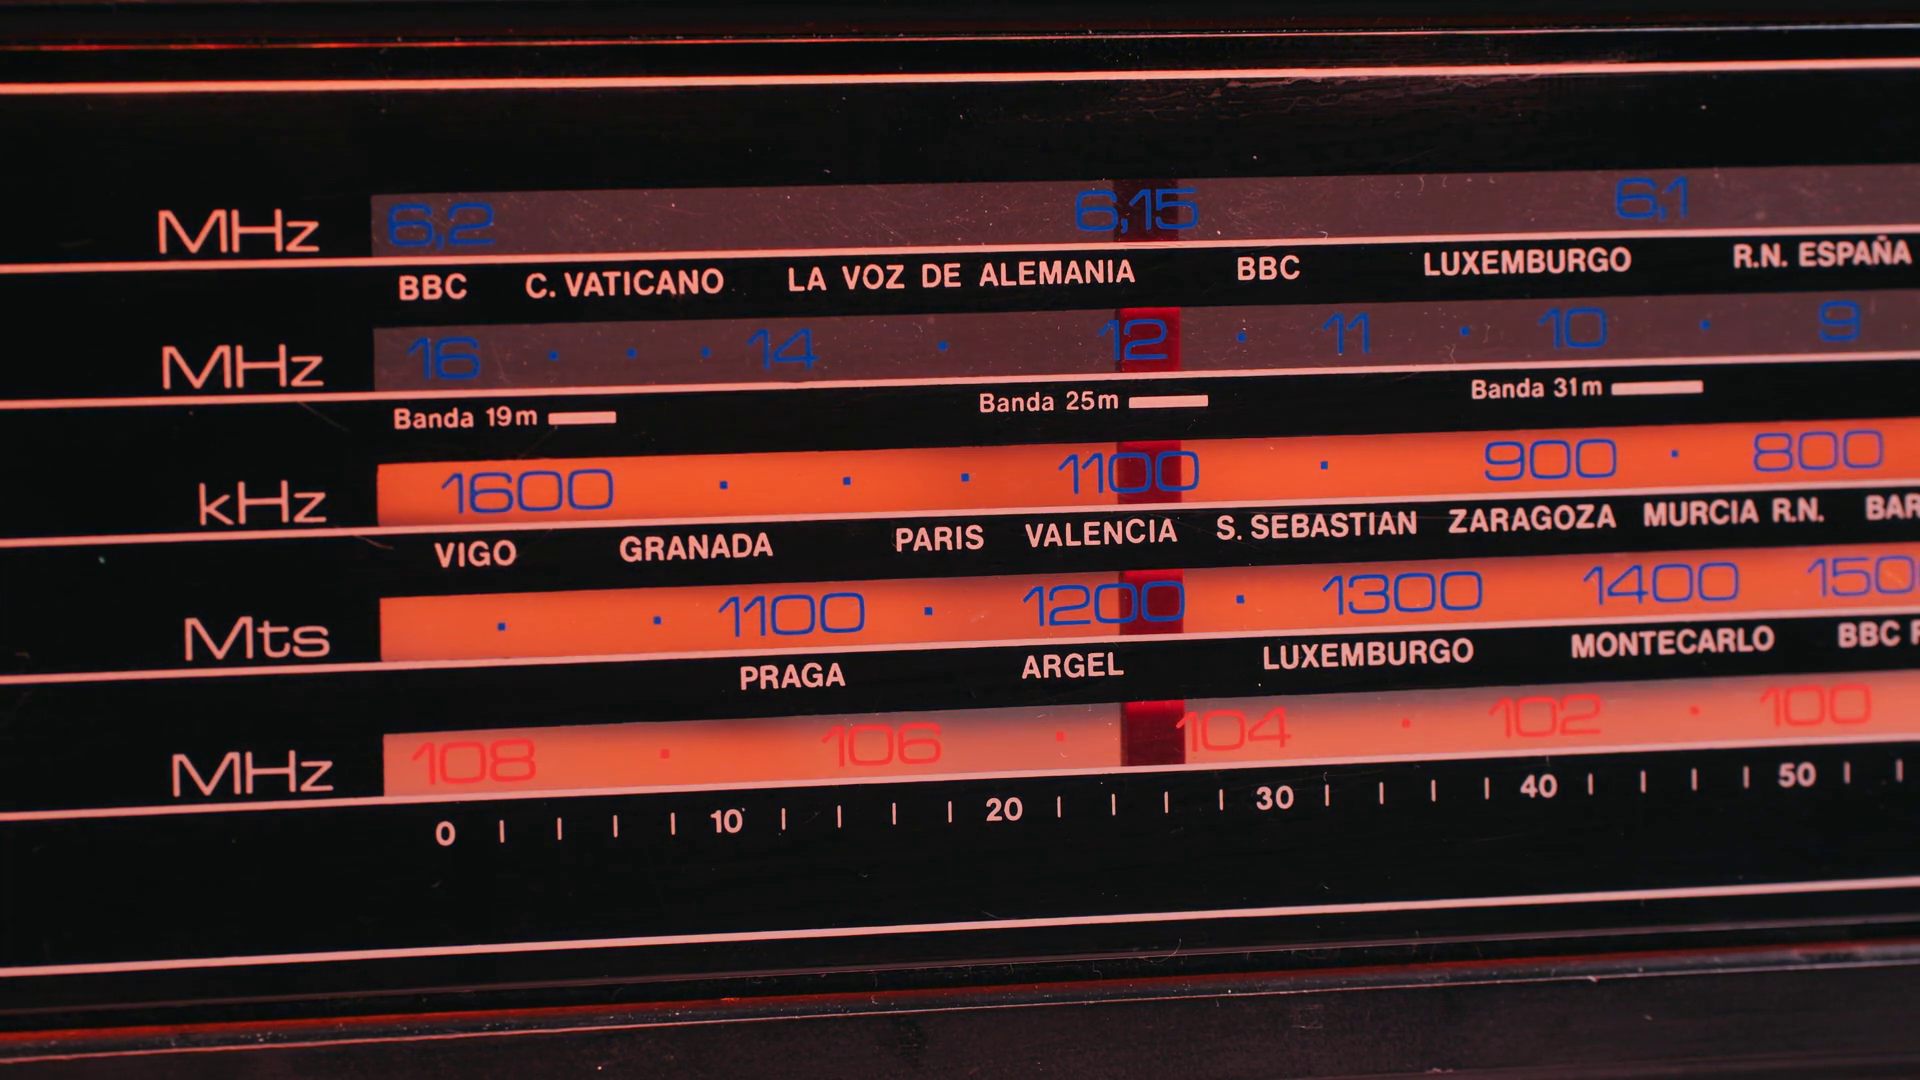 MHz 6,2 6,15 6,1
BBC C. VATICANO LA VOZ DE ALEMANIA BBC LUXEMBURGO R.N. ESPAÑA
MHz 16 · · · 14 · 12 · 11 · 10 · 9
Banda 19m Banda 25m Banda 31m
kHz 1600 · · · 1100 · 900 · 800
VIGO GRANADA PARIS VALENCIA S. SEBASTIAN ZARAGOZA MURCIA R.N.
Mts · · 1100 · 1200 · 1300 1400
PRAGA ARGEL LUXEMBURGO MONTECARLO BBC
MHz 108 · 106 · 104 · 102 · 100
0 | | | | 10 | | | | 20 | | | | 30 | | | | 40 | | | | 50 | |